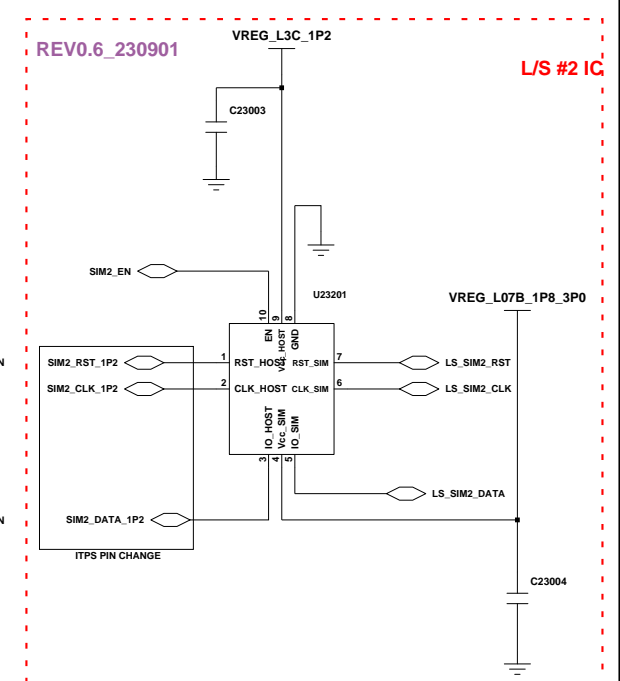 VREG_L3C_1P2
REV0.6_230901
L/S #2 IC
C23003
SIM2_EN
U23201
VREG_L07B_1P8_3P0
10
9
8
EN
Vcc_HOST
GND
N
SIM2_RST_1P2
1
RST_HOST
RST_SIM
7
LS_SIM2_RST
SIM2_CLK_1P2
2
CLK_HOST
CLK_SIM
6
LS_SIM2_CLK
IO_HOST
Vcc_SIM
IO_SIM
3
4
5
LS_SIM2_DATA
N
SIM2_DATA_1P2
ITPS PIN CHANGE
C23004